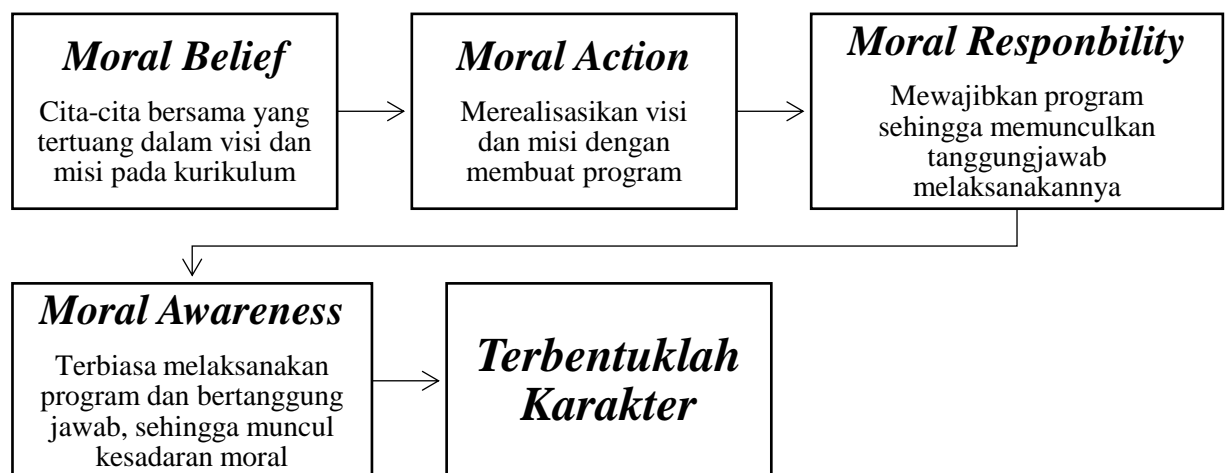 Moral Belief
Cita-cita bersama yang
tertuang dalam visi dan
misi pada kurikulum
Moral Action
Merealisasikan visi
dan misi dengan
membuat program
Moral Responbility
Mewajibkan program
sehingga memunculkan
tanggungjawab
melaksanakannya
Moral Awareness
Terbiasa melaksanakan
program dan bertanggung
jawab, sehingga muncul
kesadaran moral
Terbentuklah
Karakter